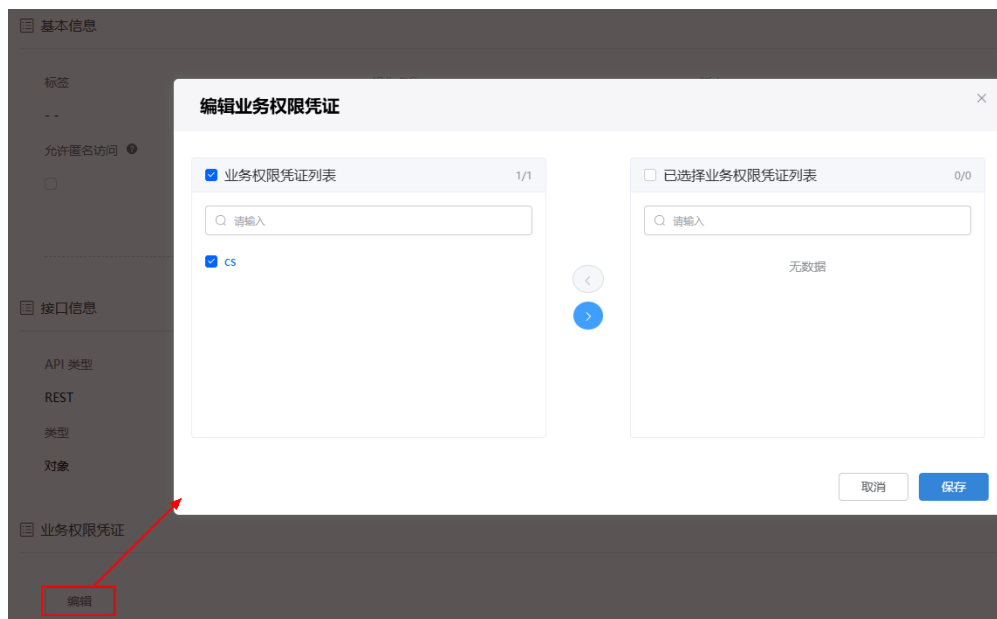 基本信息
标签
- -
允许匿名访问
接口信息
API 类型
REST
类型
对象
业务权限凭证
编辑
编辑业务权限凭证
业务权限凭证列表 1/1
请输入
cs
已选择业务权限凭证列表 0/0
请输入
无数据
取消 保存